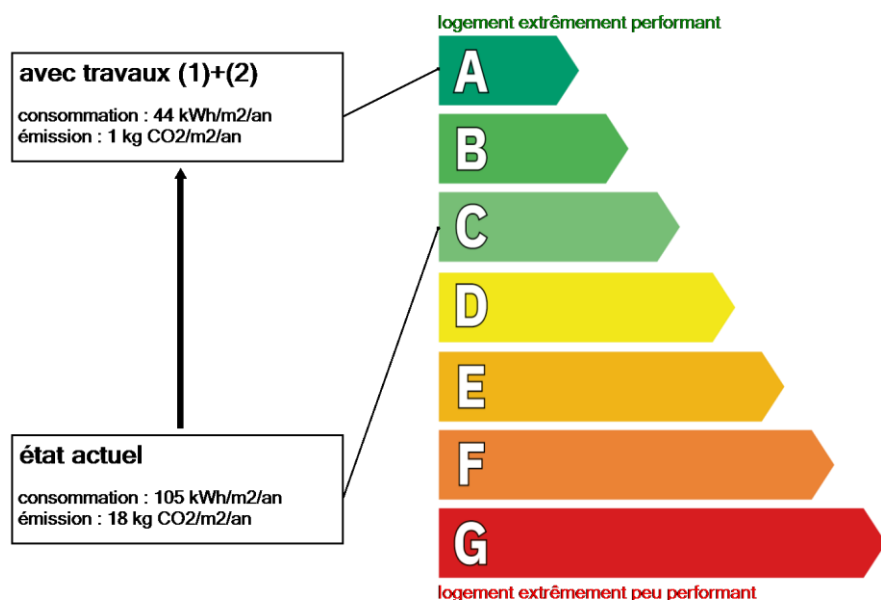 logement extrêmement performant
avec travaux (1)+(2)
consommation : 44 kWh/m2/an
émission : 1 kg CO2/m2/an
A
B
C
D
E
F
G
état actuel
consommation : 105 kWh/m2/an
émission : 18 kg CO2/m2/an
logement extrêmement peu performant